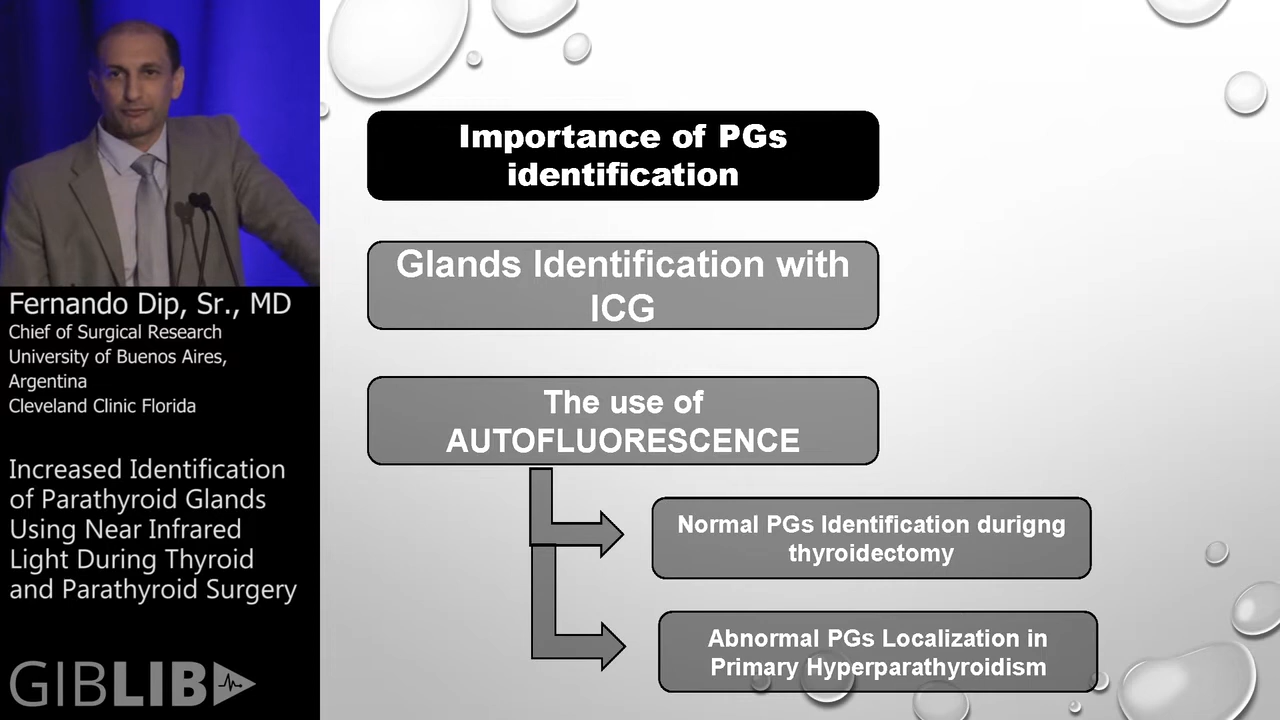 Fernando Dip, Sr., MD
Chief of Surgical Research
University of Buenos Aires,
Argentina
Cleveland Clinic Florida
Increased Identification
of Parathyroid Glands
Using Near Infrared
Light During Thyroid
and Parathyroid Surgery
GIBLIB
Importance of PGs
identification
Glands Identification with
ICG
The use of
AUTOFLUORESCENCE
Normal PGs Identification durigng
thyroidectomy
Abnormal PGs Localization in
Primary Hyperparathyroidism